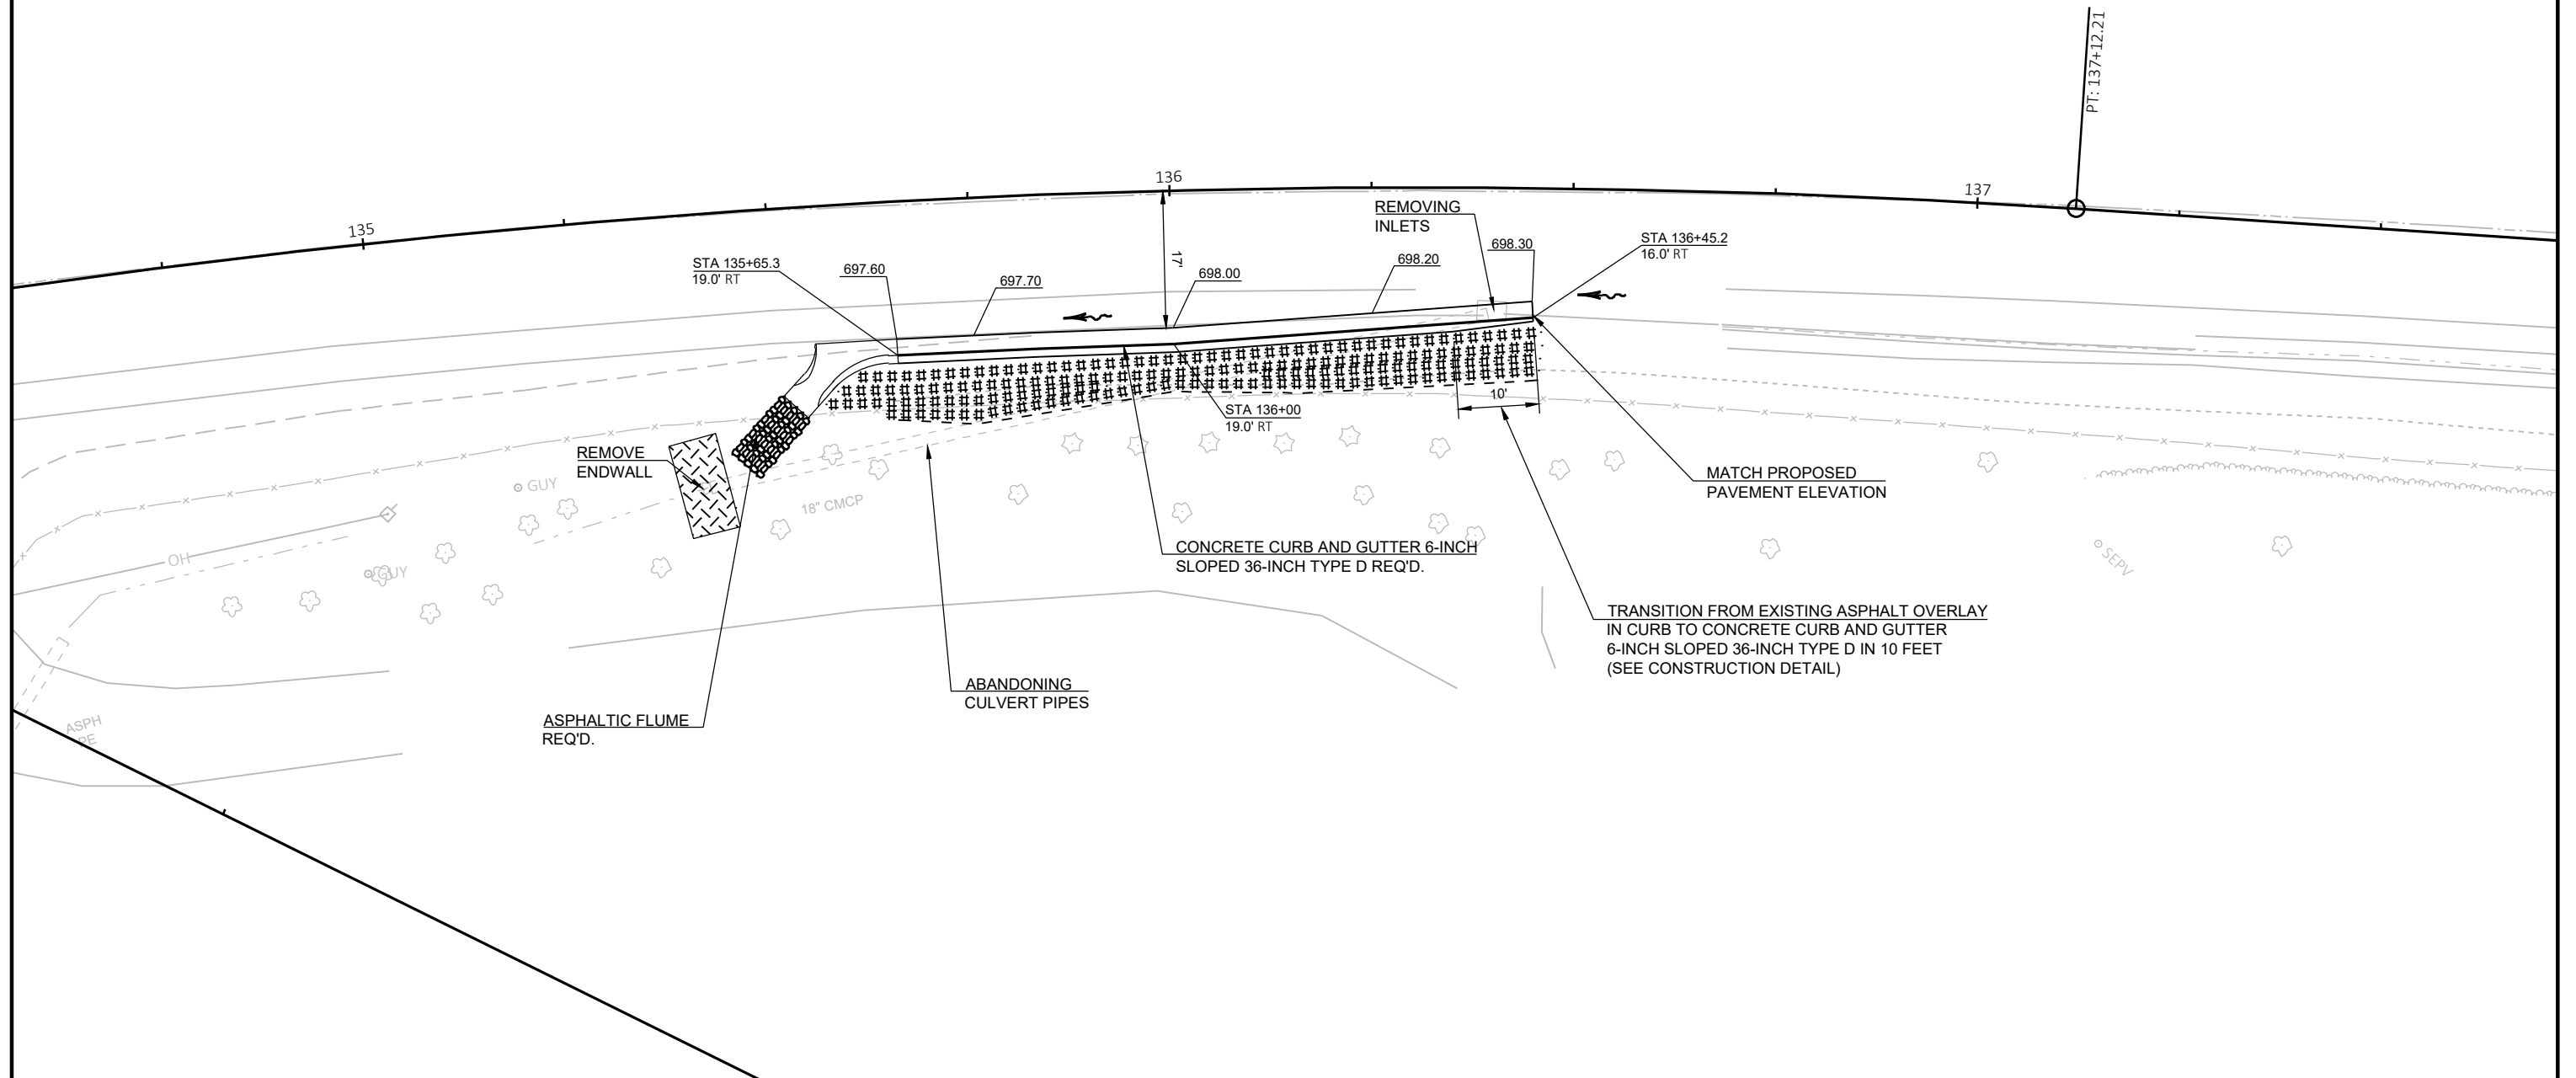 PT: 137+12.21
136
137
135
REMOVING
INLETS
STA 136+45.2
16.0' RT
698.30
STA 135+65.3
19.0' RT
697.60
697.70
17'
698.00
698.20
10'
STA 136+00
19.0' RT
REMOVE
ENDWALL
GUY
18" CMCP
MATCH PROPOSED
PAVEMENT ELEVATION
CONCRETE CURB AND GUTTER 6-INCH
SLOPED 36-INCH TYPE D REQ'D.
OH
GUY
SEPV
TRANSITION FROM EXISTING ASPHALT OVERLAY
IN CURB TO CONCRETE CURB AND GUTTER
6-INCH SLOPED 36-INCH TYPE D IN 10 FEET
(SEE CONSTRUCTION DETAIL)
ABANDONING
CULVERT PIPES
ASPHALTIC FLUME
REQ'D.
ASPH